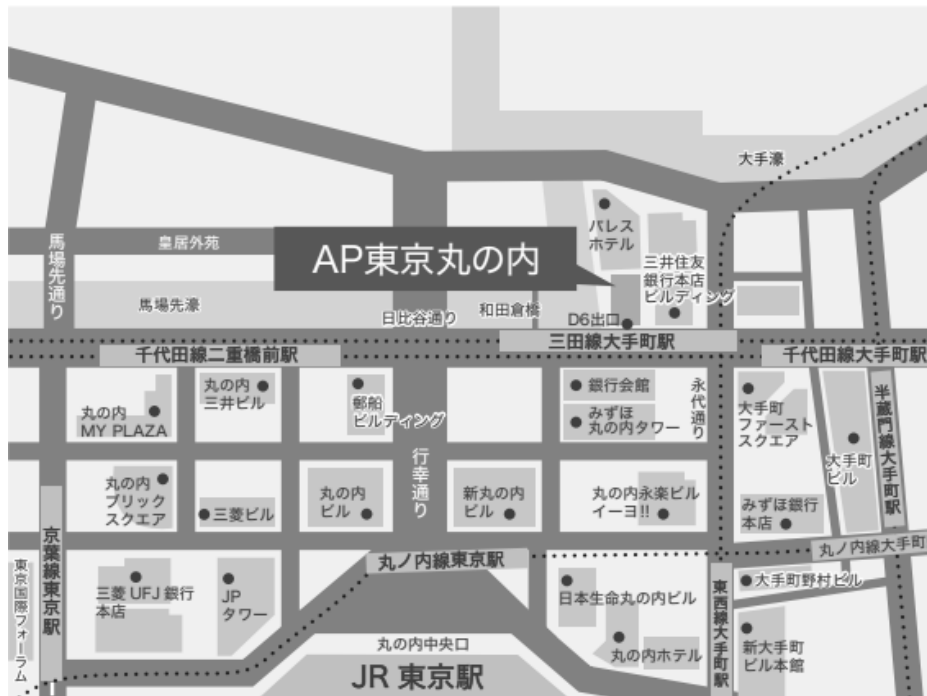 大手濠
パレス
ホテル
馬場先通り
皇居外苑
AP東京丸の内
三井住友
銀行本店
ビルディング
馬場先濠
日比谷通り
和田倉橋
D6出口
千代田線二重橋前駅
三田線大手町駅
千代田線大手町駅
丸の内
MY PLAZA
丸の内
三井ビル
郵船
ビルディング
銀行会館
みずほ
丸の内タワー
永代通り
大手町
ファースト
スクエア
半蔵門線大手町駅
大手町
ビル
行幸通り
丸の内
ブリック
スクエア
三菱ビル
丸の内
ビル
新丸の内
ビル
丸の内永楽ビル
イーヨ!!
みずほ銀行
本店
京葉線東京駅
丸ノ内線東京駅
丸ノ内線大手町
東京国際フォーラム
三菱UFJ銀行
本店
JP
タワー
日本生命丸の内ビル
東西線大手町駅
大手町野村ビル
丸の内中央口
丸の内ホテル
新大手町
ビル本館
JR 東京駅